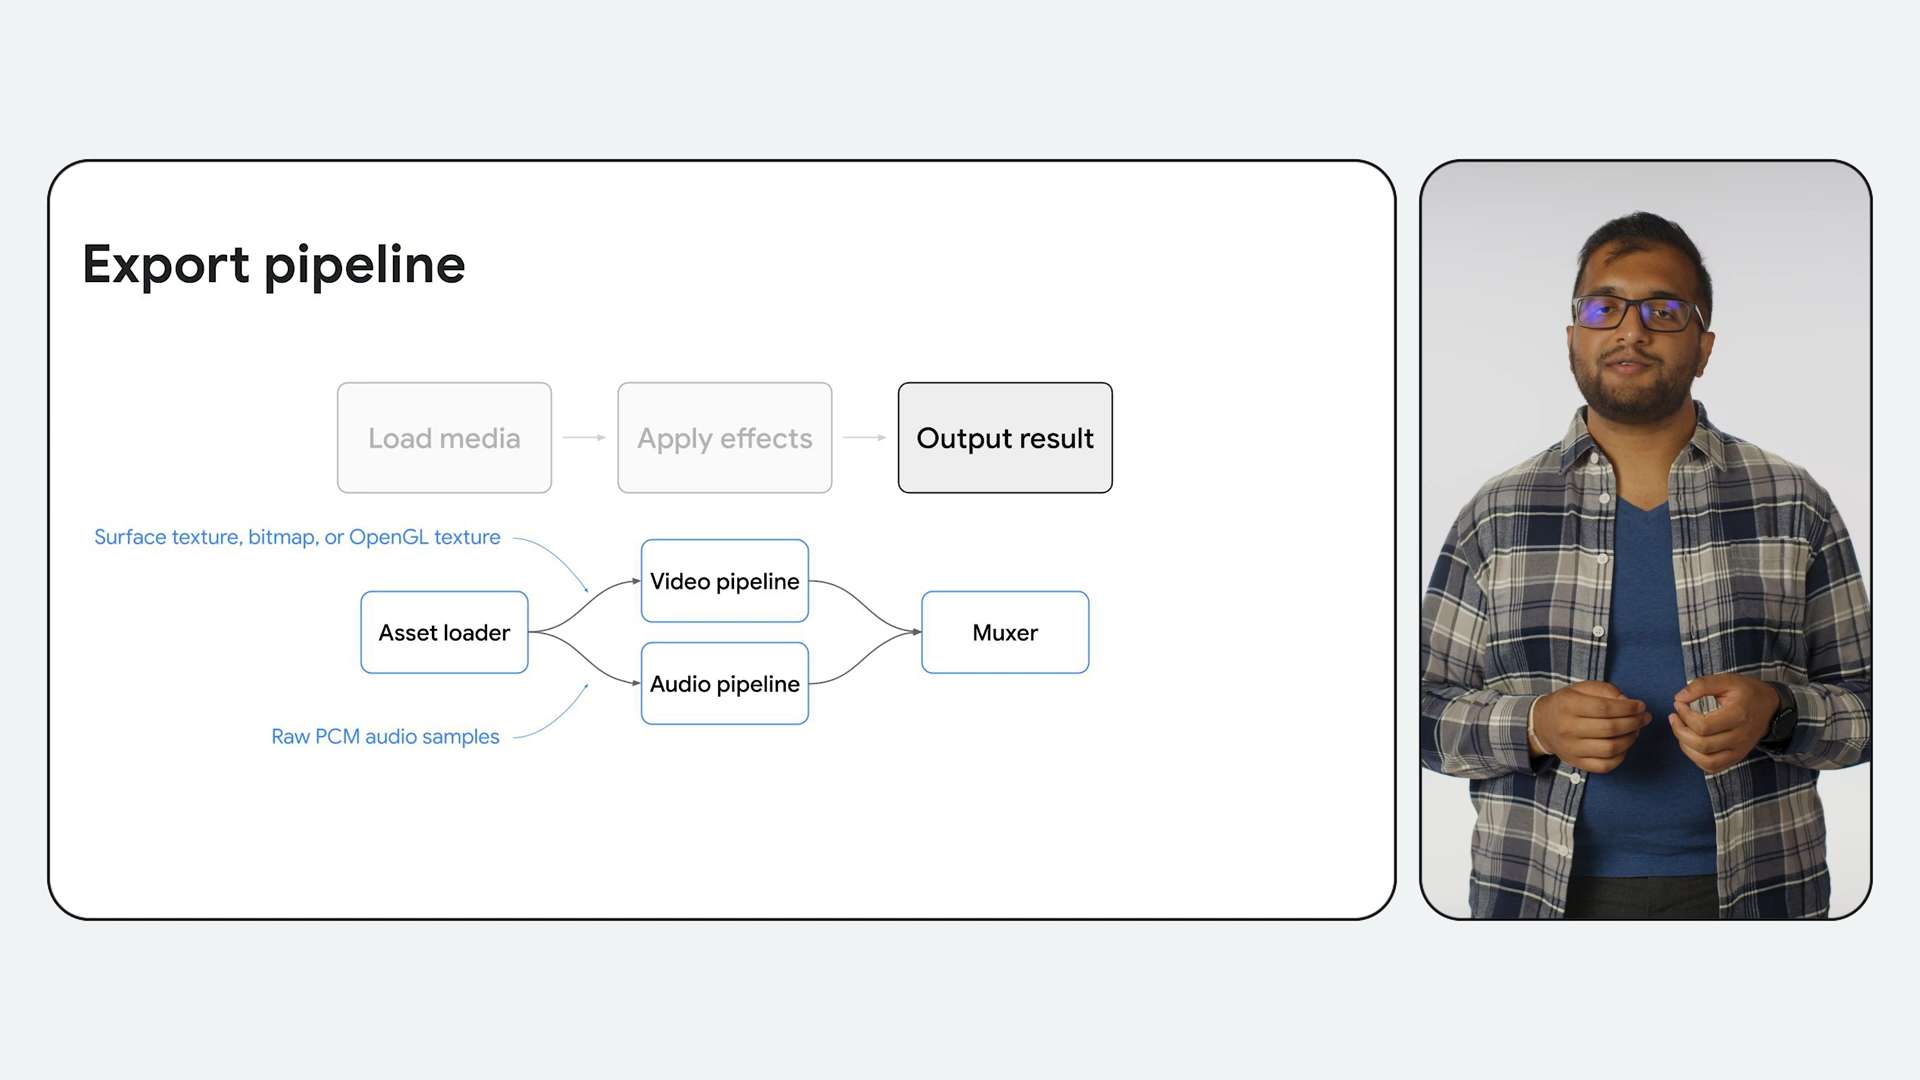 Export pipeline
Load media
Apply effects
Output result
Surface texture, bitmap, or OpenGL texture
Video pipeline
Asset loader
Muxer
Audio pipeline
Raw PCM audio samples